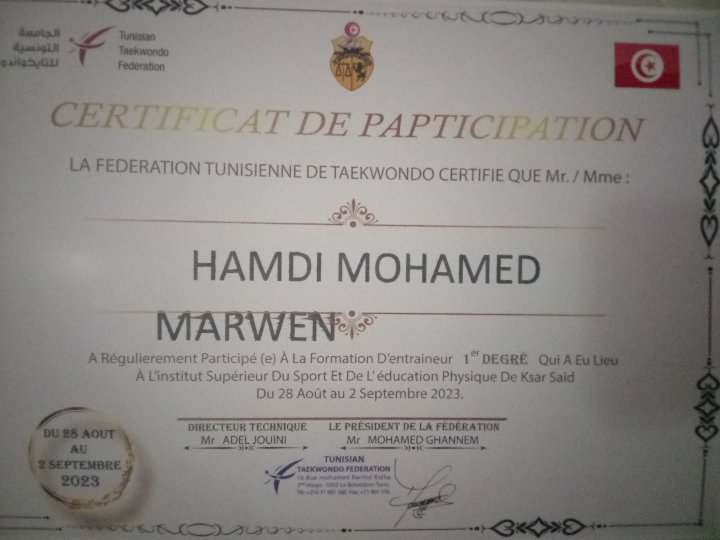 الجامعة
التونسية
للتايكواندو
Tunisian
Taekwondo
Federation
CERTIFICAT DE PAPTICIPATION
LA FEDERATION TUNISIENNE DE TAEKWONDO CERTIFIE QUE Mr. / Mme :
HAMDI MOHAMED
MARWEN
A Régulierement Participé (e) À La Formation D'entraineur 1er DEGRÉ Qui A Eu Lieu
À L'institut Supérieur Du Sport Et De L'éducation Physique De Ksar Said
Du 28 Août au 2 Septembre 2023.
DU 28 AOUT
AU
2 SEPTEMBRE
2023
DIRECTEUR TECHNIQUE
Mr ADEL JOUINI
LE PRÉSIDENT DE LA FÉDÉRATION
Mr MOHAMED GHANNEM
TUNISIAN
TAEKWONDO FEDERATION